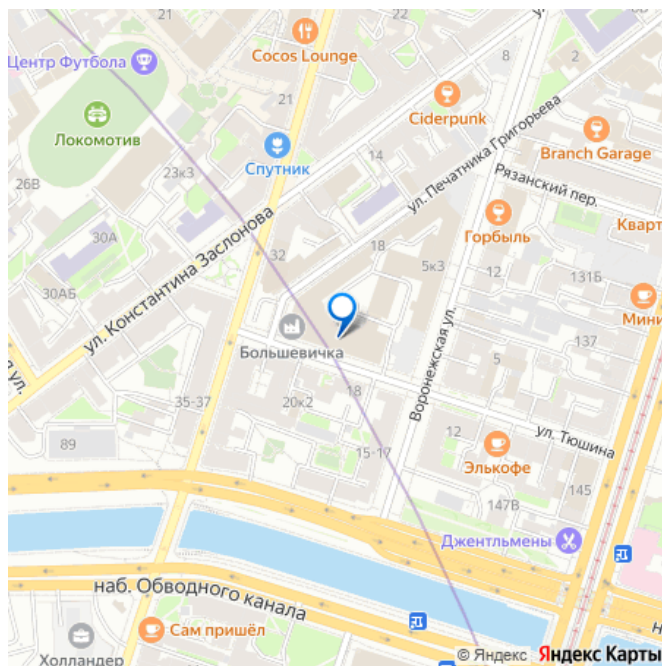 21
8
2
Cocos Lounge
Центр Футбола
21
Локомотив
Ciderpunk
Branch Garage
14
23к3
Спутник
ул. Печатника Григорьева
Рязанский пер.
26В
30А
Горбыль
Кварт
32
18
5к3
12
131Б
ул. Константина Заслонова
30АБ
Мини
Большевичка
Воронежская ул.
5
ул.
35-37
20к2
18
ул. Тюшина
89
15-17
12
Элькофе
147В
145
Джентльмены
наб. Обводного канала
Сам пришёл
н
Холландер
© Яндекс Яндекс Карты